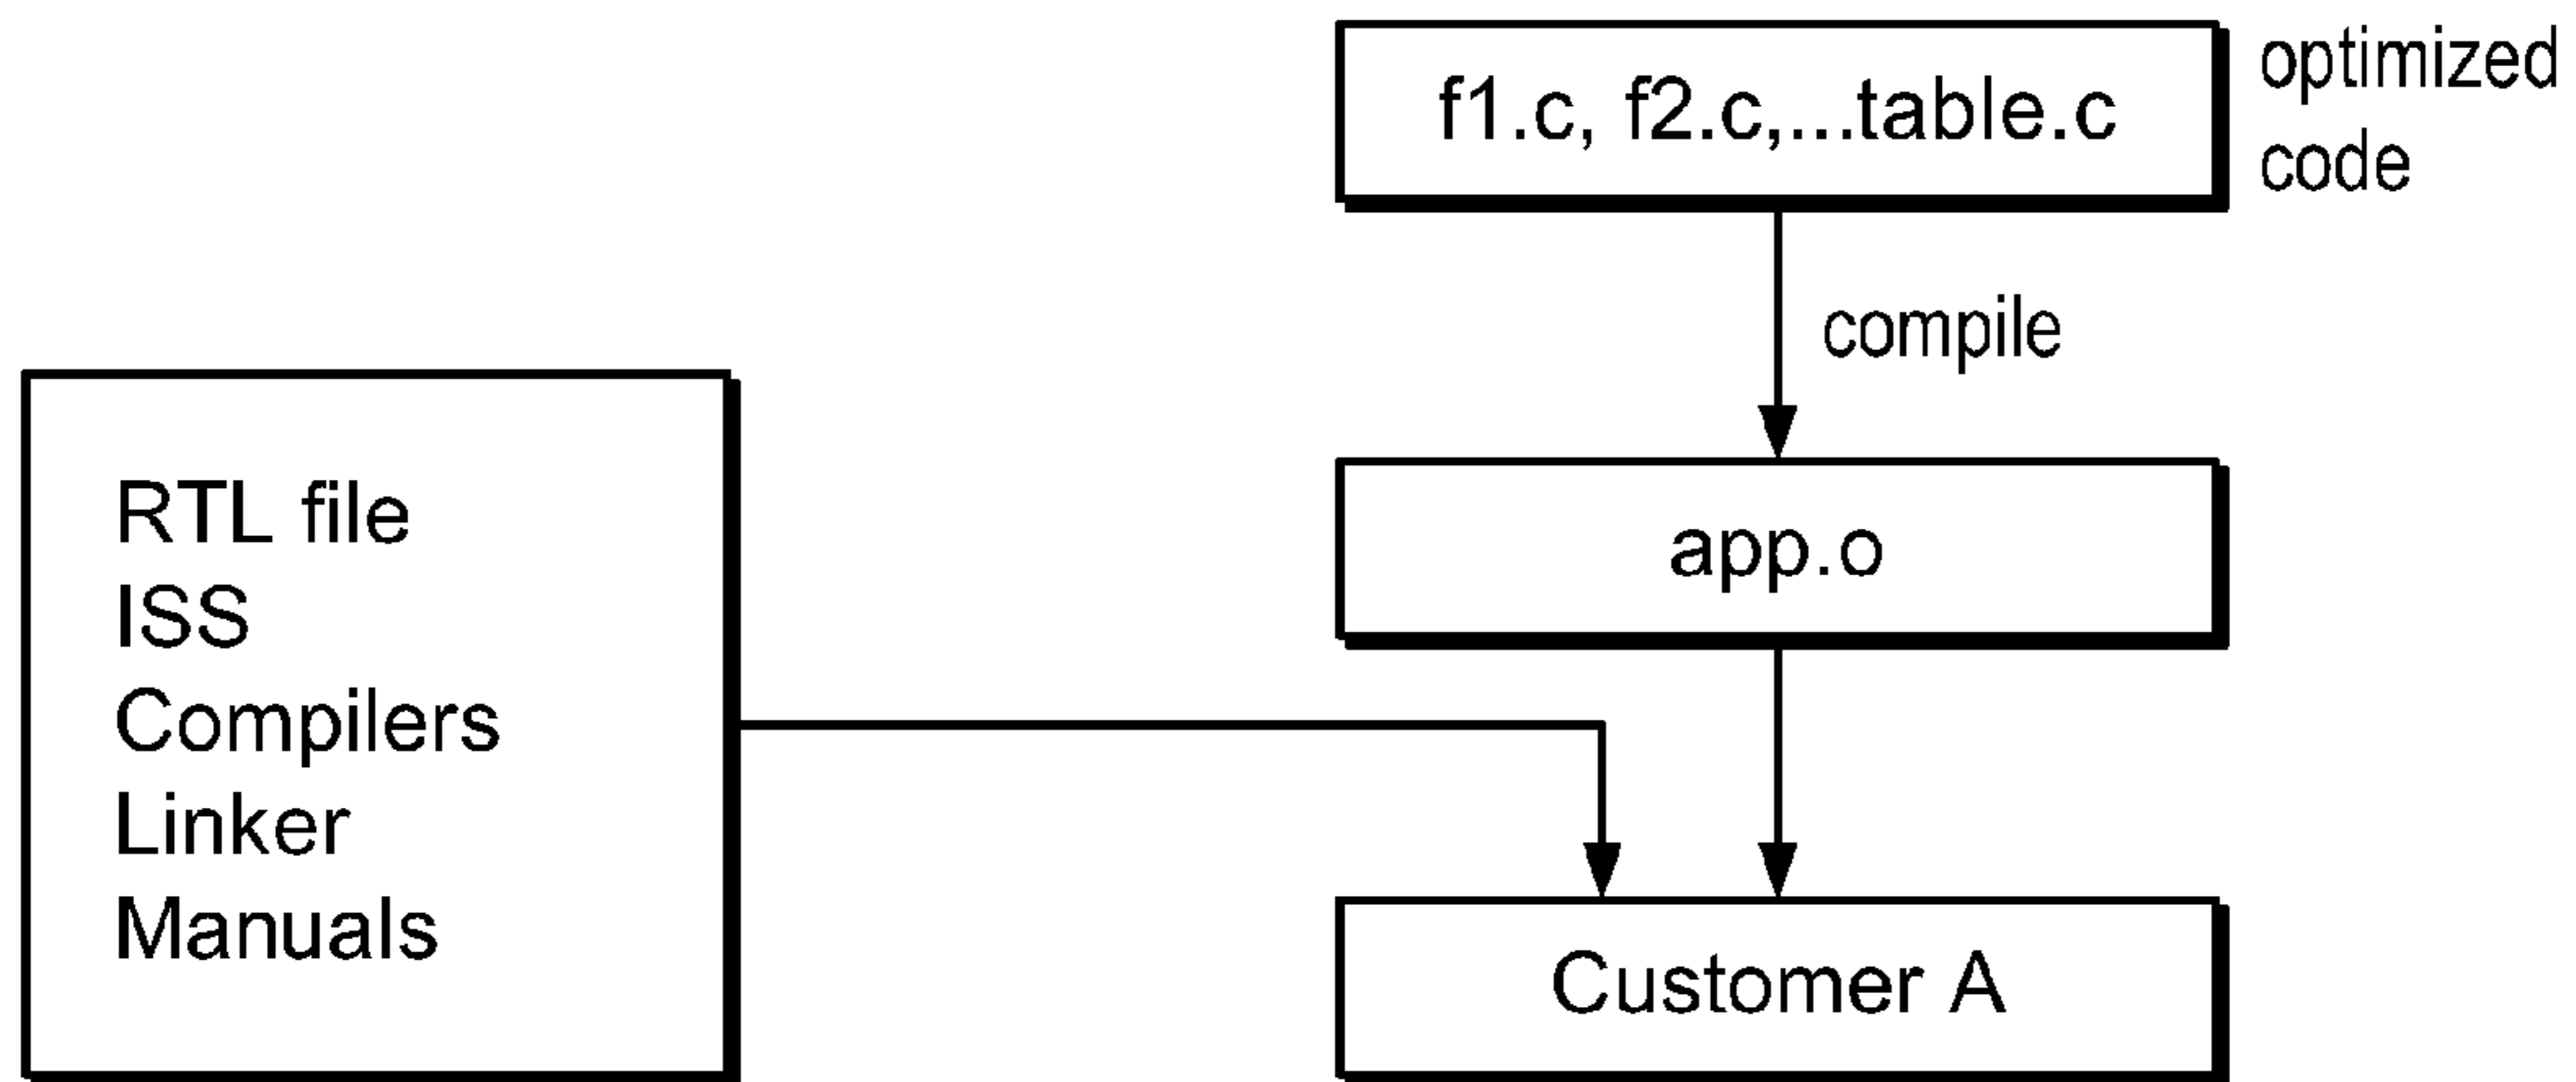 f1.c, f2.c,...table.c
optimized
code
compile
RTL file
ISS
Compilers
Linker
Manuals
app.o
Customer A